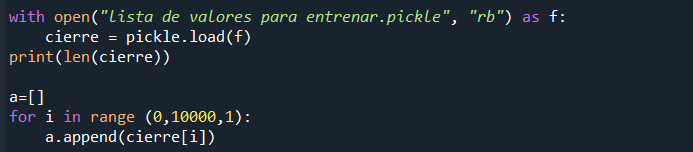 with open("lista de valores para entrenar.pickle", "rb") as f:
    cierre = pickle.load(f)
print(len(cierre))

a=[]
for i in range (0,10000,1):
    a.append(cierre[i])